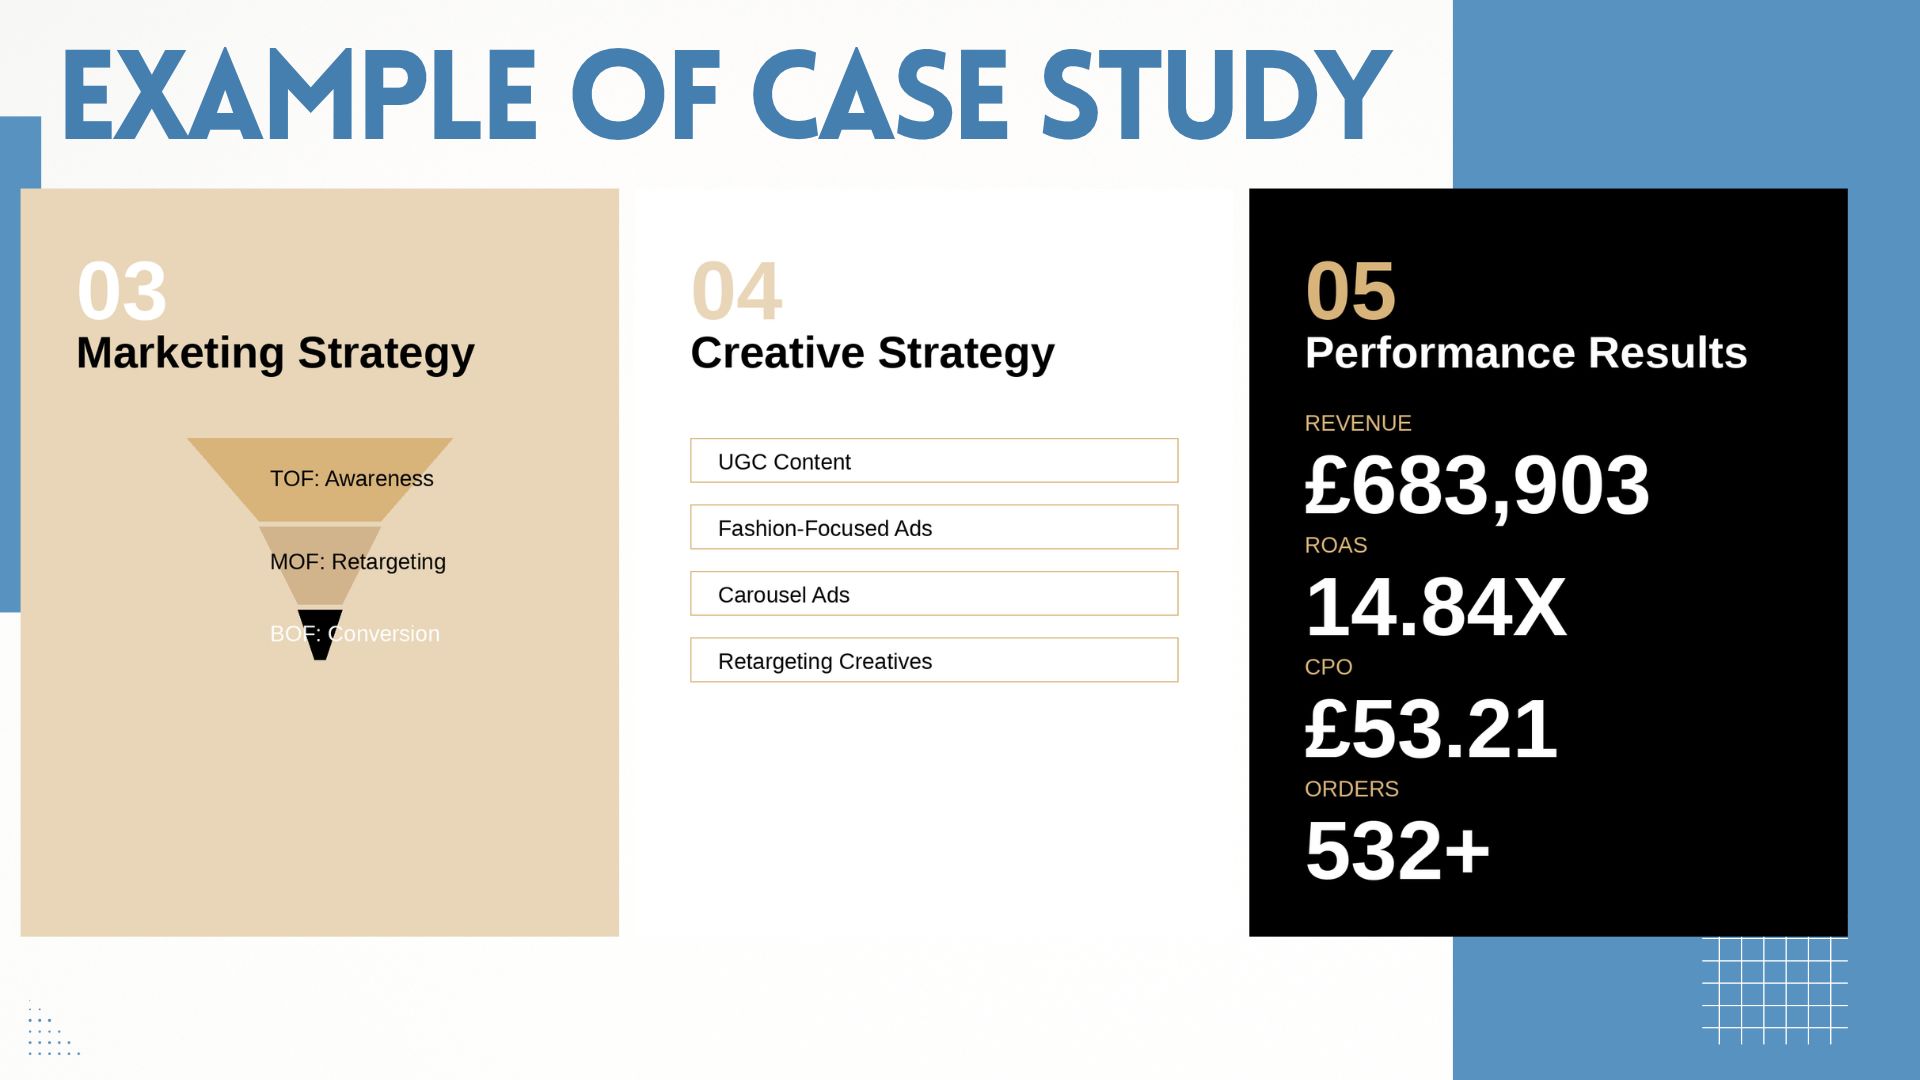 EXAMPLE OF CASE STUDY
03
Marketing Strategy
TOF: Awareness
MOF: Retargeting
BOF: Conversion
04
Creative Strategy
UGC Content
Fashion-Focused Ads
Carousel Ads
Retargeting Creatives
05
Performance Results
REVENUE
£683,903
ROAS
14.84X
CPO
£53.21
ORDERS
532+